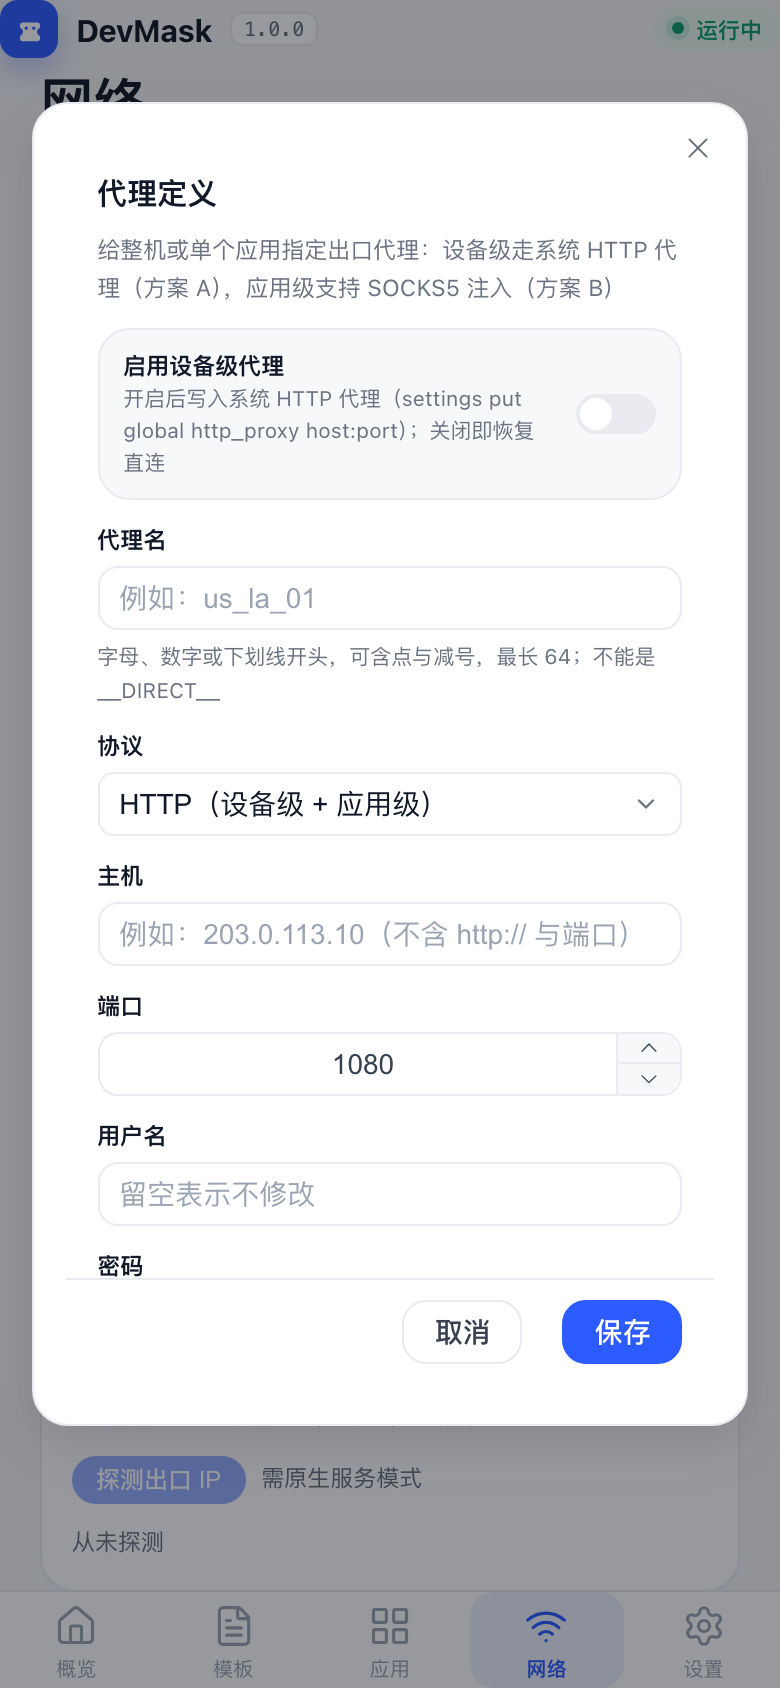 DevMask 1.0.0 运行中
网络
代理定义
给整机或单个应用指定出口代理：设备级走系统 HTTP 代
理（方案 A），应用级支持 SOCKS5 注入（方案 B）
启用设备级代理
开启后写入系统 HTTP 代理（settings put
global http_proxy host:port）；关闭即恢复
直连
代理名
例如：us_la_01
字母、数字或下划线开头，可含点与减号，最长 64；不能是
__DIRECT__
协议
HTTP（设备级 + 应用级）
主机
例如：203.0.113.10（不含 http:// 与端口）
端口
1080
用户名
留空表示不修改
密码
取消 保存
探测出口 IP 需原生服务模式
从未探测
概览 模板 应用 网络 设置